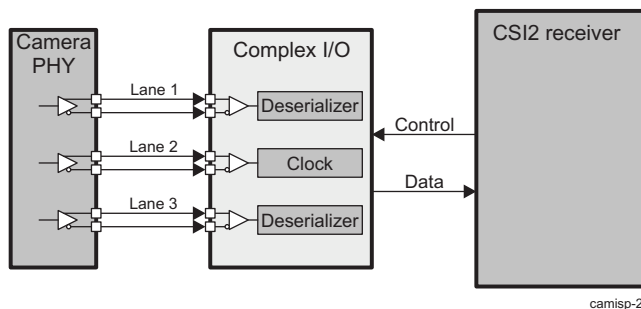 Camera
PHY
Complex I/O
CSI2 receiver
Lane 1
Deserializer
Control
Lane 2
Clock
Data
Lane 3
Deserializer
camisp-2